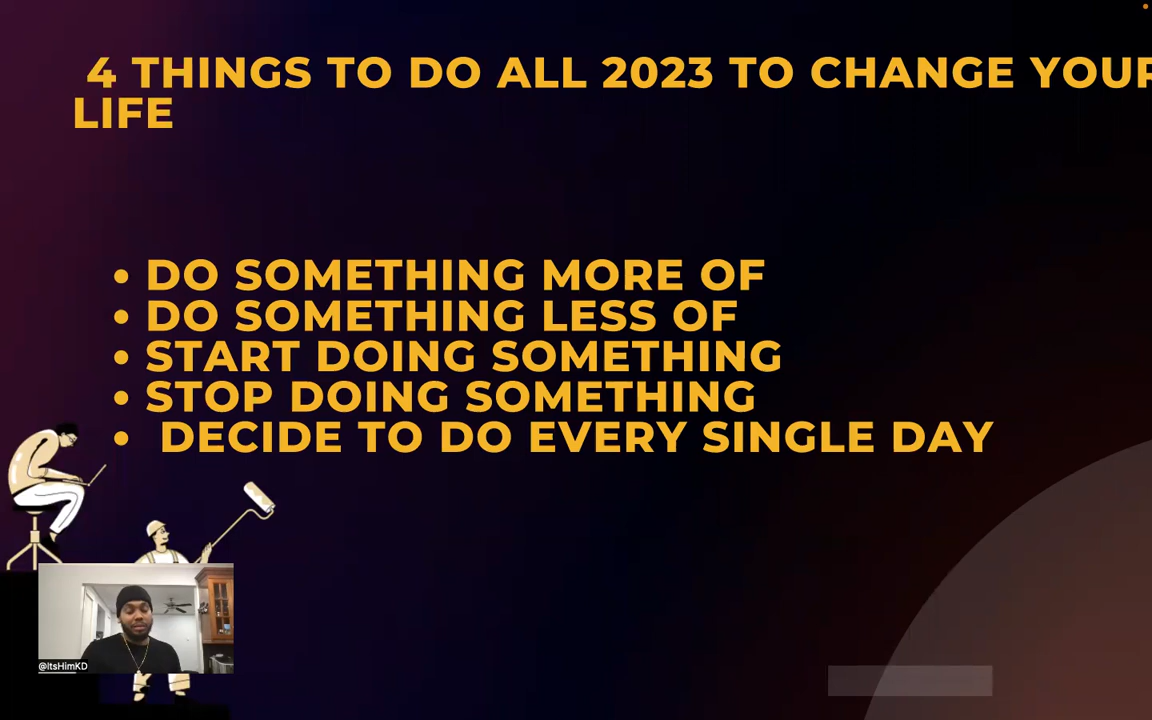 4 THINGS TO DO ALL 2023 TO CHANGE YOUR
LIFE
• DO SOMETHING MORE OF
• DO SOMETHING LESS OF
• START DOING SOMETHING
• STOP DOING SOMETHING
• DECIDE TO DO EVERY SINGLE DAY
@ItsHimKD